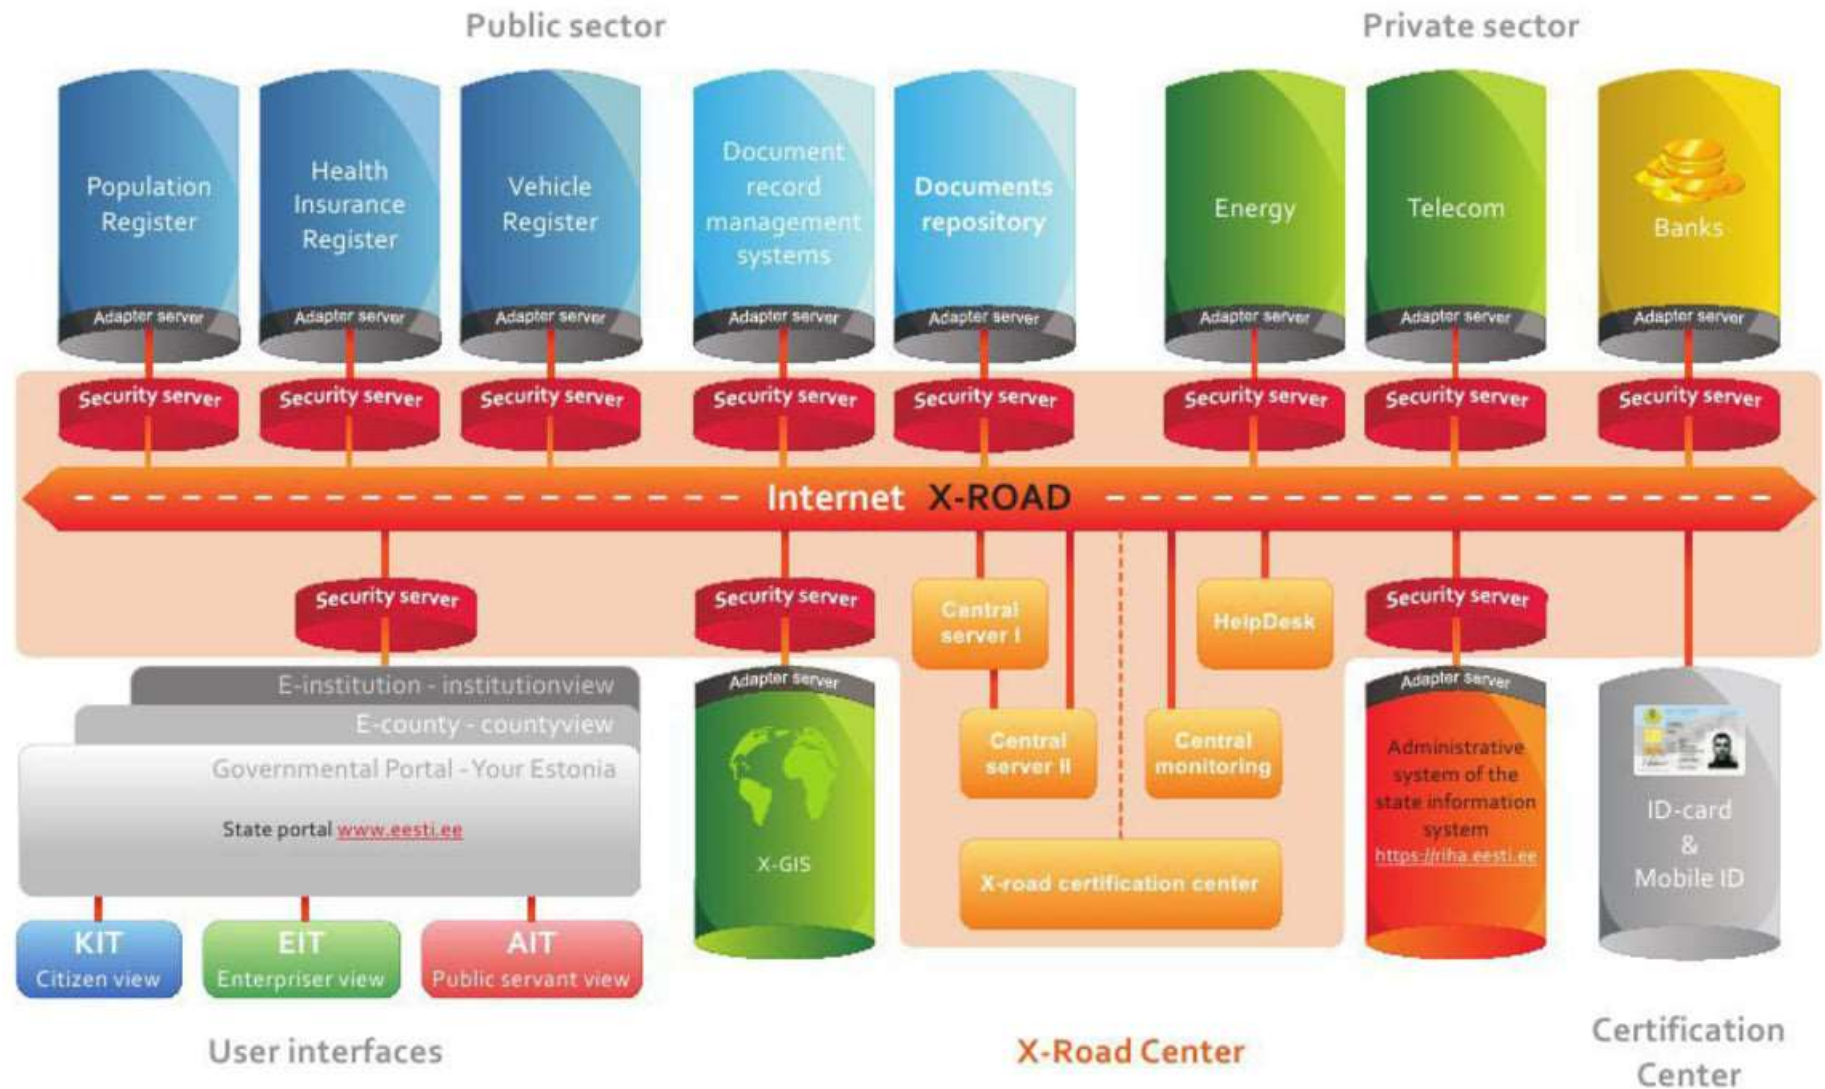 Public sector
Private sector
Population
Register
Health
Insurance
Register
Vehicle
Register
Document
record
management
systems
Documents
repository
Energy
Telecom
Banks
Adapter server
Adapter server
Adapter server
Adapter server
Adapter server
Adapter server
Adapter server
Adapter server
Security server
Security server
Security server
Security server
Security server
Security server
Security server
Security server
Internet X-ROAD
Security server
Security server
Central
server I
HelpDesk
Security server
E-institution - institutionview
E-county - countyview
Governmental Portal - Your Estonia
State portal www.eesti.ee
Adapter server
X-GIS
Central
server II
Central
monitoring
X-road certification center
Adapter server
Administrative
system of the
state information
system
https://riha.eesti.ee
ID-card
&
Mobile ID
KIT
Citizen view
EIT
Enterpriser view
AIT
Public servant view
User interfaces
X-Road Center
Certification
Center